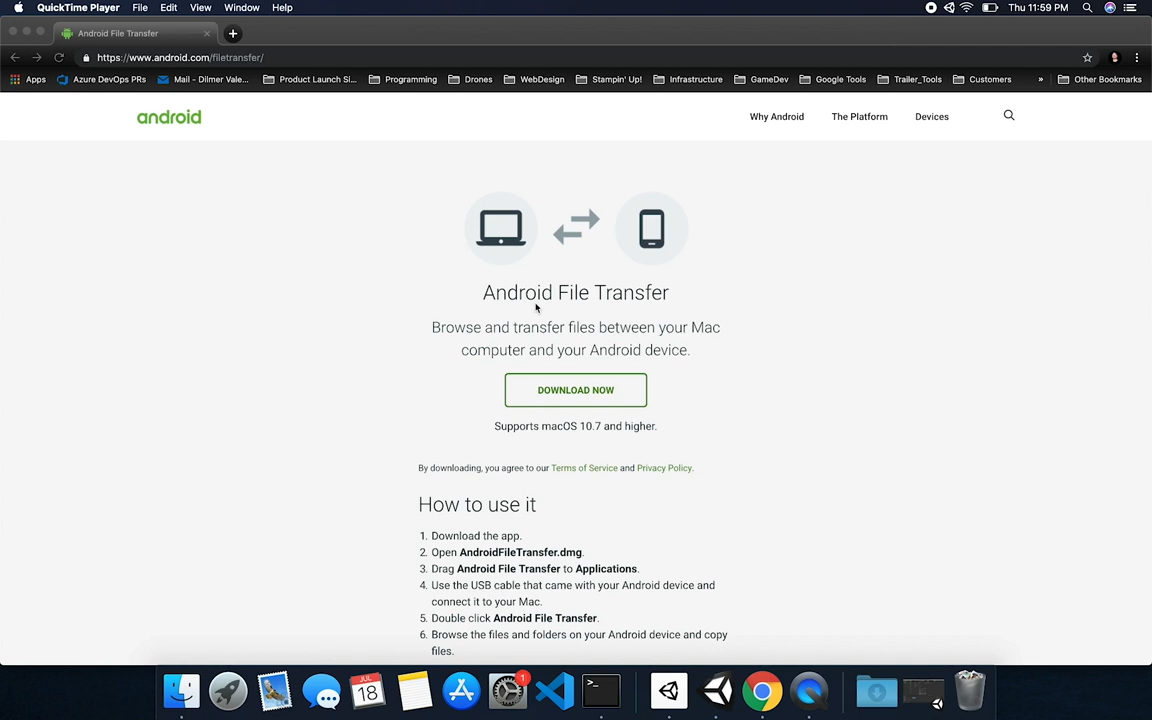 QuickTime Player File Edit View Window Help Thu 11:59 PM
Android File Transfer
https://www.android.com/filetransfer/
Apps Azure DevOps PRs Mail - Dilmer Vale... Product Launch Sl... Programming Drones WebDesign Stampin' Up! Infrastructure GameDev Google Tools Trailer_Tools Customers » Other Bookmarks
android Why Android The Platform Devices
Android File Transfer
Browse and transfer files between your Mac
computer and your Android device.
DOWNLOAD NOW
Supports macOS 10.7 and higher.
By downloading, you agree to our Terms of Service and Privacy Policy.
How to use it
1. Download the app.
2. Open AndroidFileTransfer.dmg.
3. Drag Android File Transfer to Applications.
4. Use the USB cable that came with your Android device and
connect it to your Mac.
5. Double click Android File Transfer.
6. Browse the files and folders on your Android device and copy
files.
JUL
18
1